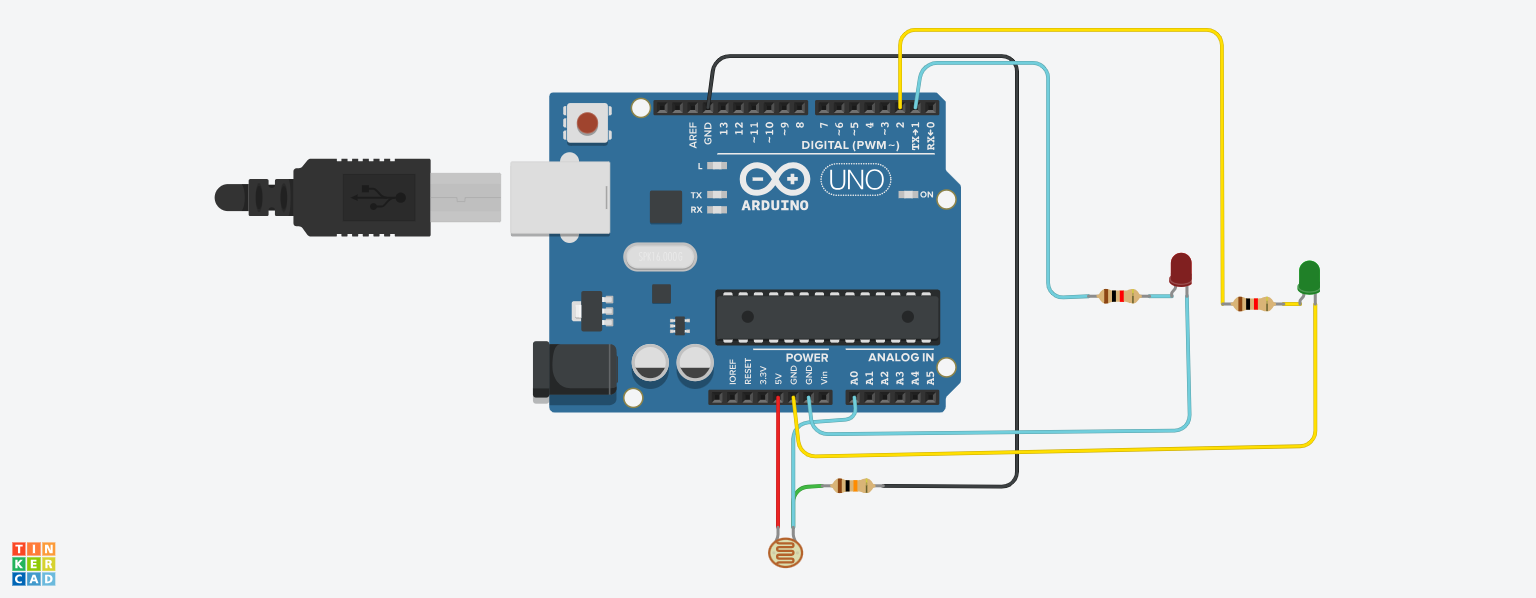 AREF
GND
13
12
~11
~10
~9
8
7
~6
~5
4
~3
2
TX→1
RX←0
DIGITAL (PWM~)
L
TX
RX
ARDUINO
UNO
ON
POWER
ANALOG IN
IOREF
RESET
3.3V
5V
GND
GND
Vin
A0
A1
A2
A3
A4
A5
TIN
KER
CAD